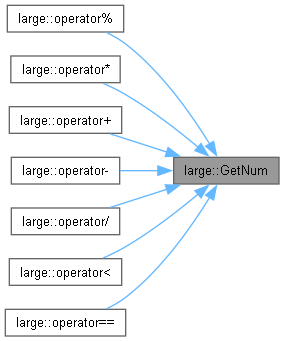 large::operator%
large::operator*
large::operator+
large::operator-
large::operator/
large::operator<
large::operator==
large::GetNum